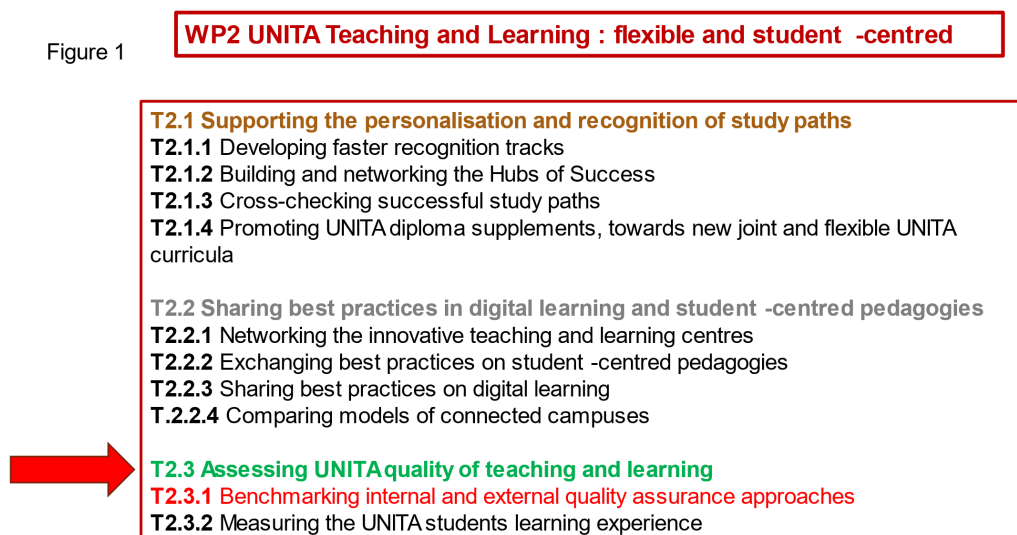 WP2 UNITA Teaching and Learning : flexible and student -centred
Figure 1
T2.1 Supporting the personalisation and recognition of study paths
T2.1.1 Developing faster recognition tracks
T2.1.2 Building and networking the Hubs of Success
T2.1.3 Cross-checking successful study paths
T2.1.4 Promoting UNITA diploma supplements, towards new joint and flexible UNITA
curricula
T2.2 Sharing best practices in digital learning and student -centred pedagogies
T2.2.1 Networking the innovative teaching and learning centres
T2.2.2 Exchanging best practices on student -centred pedagogies
T2.2.3 Sharing best practices on digital learning
T.2.2.4 Comparing models of connected campuses
T2.3 Assessing UNITA quality of teaching and learning
T2.3.1 Benchmarking internal and external quality assurance approaches
T2.3.2 Measuring the UNITA students learning experience